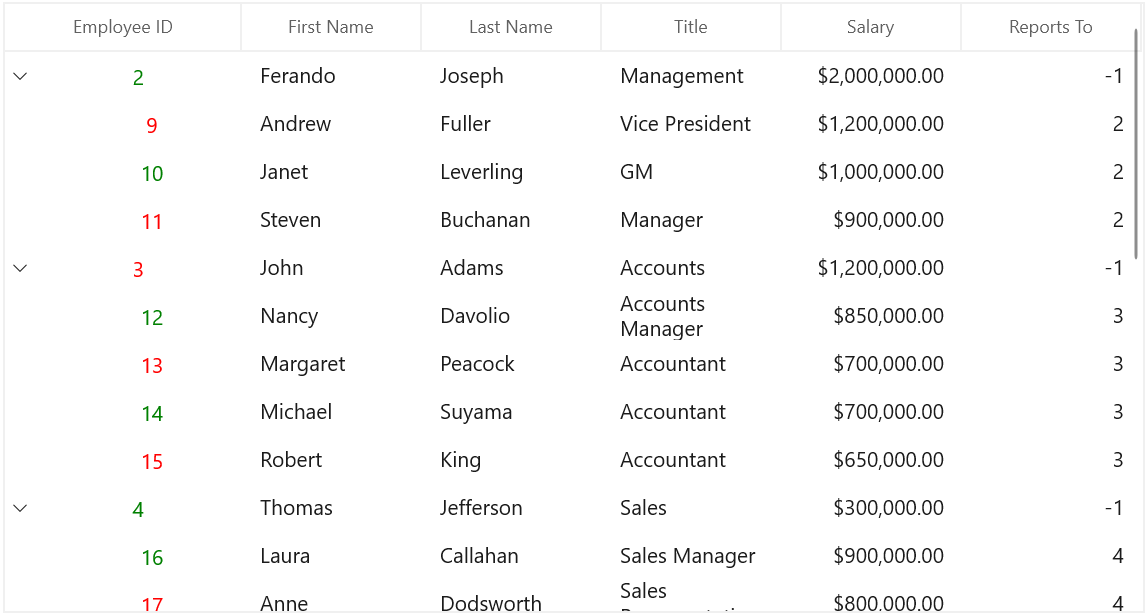 Employee ID First Name Last Name Title Salary Reports To
2 Ferando Joseph Management $2,000,000.00 -1
9 Andrew Fuller Vice President $1,200,000.00 2
10 Janet Leverling GM $1,000,000.00 2
11 Steven Buchanan Manager $900,000.00 2
3 John Adams Accounts $1,200,000.00 -1
12 Nancy Davolio Accounts Manager $850,000.00 3
13 Margaret Peacock Accountant $700,000.00 3
14 Michael Suyama Accountant $700,000.00 3
15 Robert King Accountant $650,000.00 3
4 Thomas Jefferson Sales $300,000.00 -1
16 Laura Callahan Sales Manager $900,000.00 4
17 Anne Dodsworth Sales $800,000.00 4